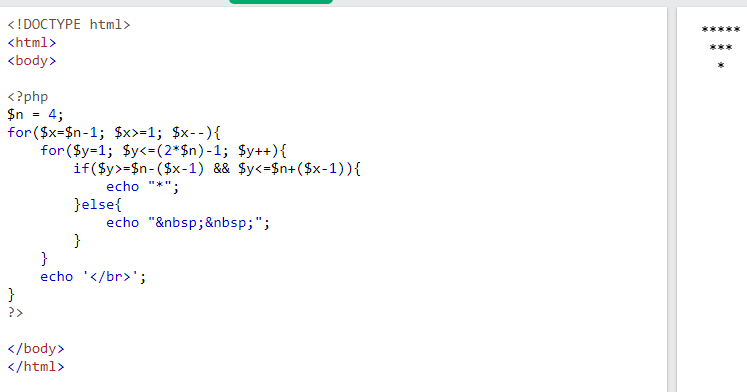 <!DOCTYPE html>
<html>
<body>

<?php
$n = 4;
for($x=$n-1; $x>=1; $x--){
    for($y=1; $y<=(2*$n)-1; $y++){
        if($y>=$n-($x-1) && $y<=$n+($x-1)){
            echo "*";
        }else{
            echo "&nbsp;&nbsp;";
        }
    }
    echo '</br>';
}
?>

</body>
</html>
*****
***
*